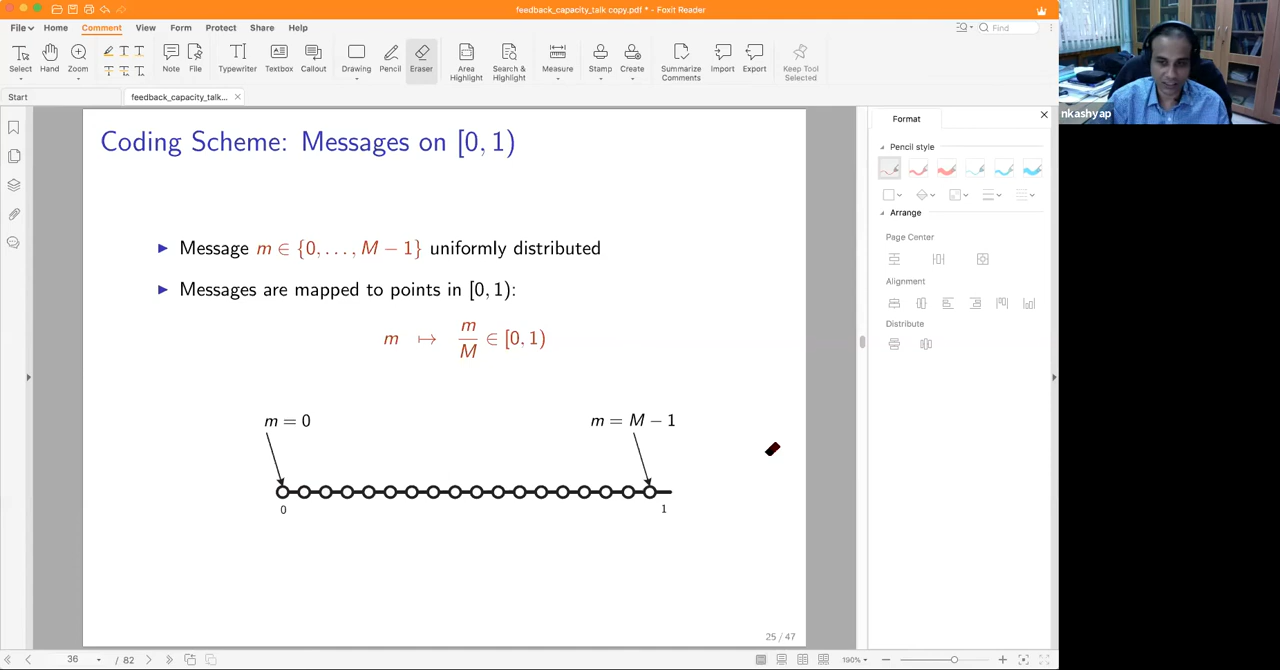 feedback_capacity_talk copy.pdf * - Foxit Reader
File Home Comment View Form Protect Share Help Find
Select Hand Zoom Note File Typewriter Textbox Callout Drawing Pencil Eraser Area Highlight Search & Highlight Measure Stamp Create Summarize Comments Import Export Keep Tool Selected
Start feedback_capacity_talk...
nkashyap
Coding Scheme: Messages on [0, 1)
► Message m ∈ {0, . . . , M − 1} uniformly distributed
► Messages are mapped to points in [0, 1):
m ↦ m/M ∈ [0, 1)
m = 0 m = M − 1
0 1
25 / 47
Format
Pencil style
Arrange
Page Center
Alignment
Distribute
36 / 82 190%